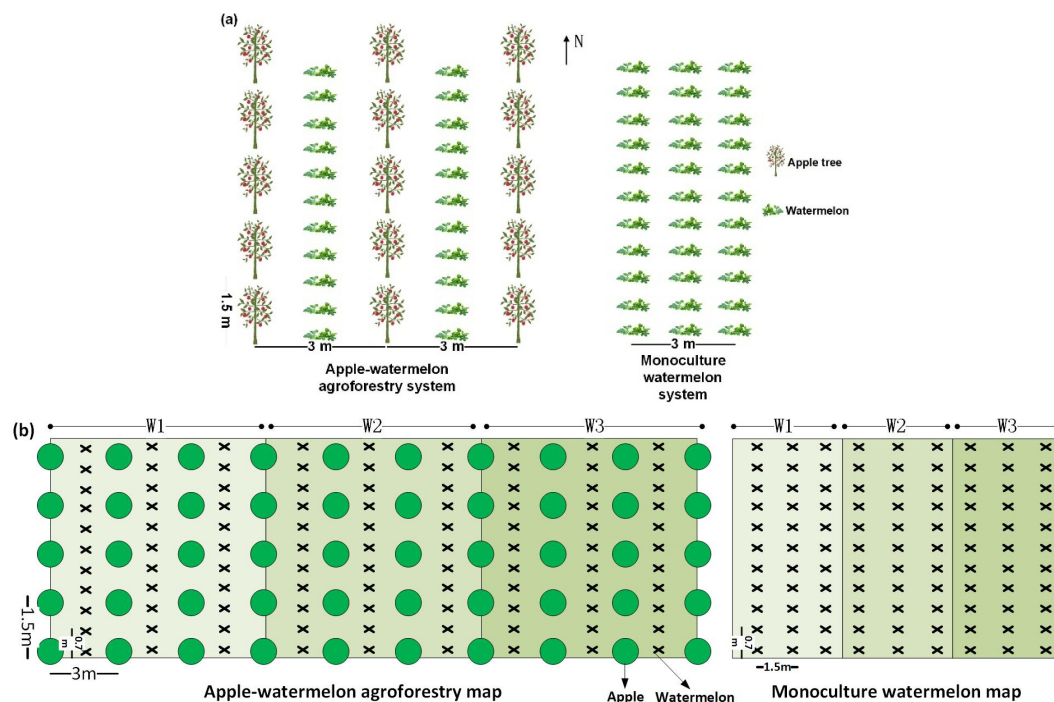 (a)
N
Apple tree
Watermelon
1.5 m
3 m
3 m
3 m
Apple-watermelon
agroforestry system
Monoculture
watermelon
system
(b)
W1
W2
W3
W1
W2
W3
1.5m
0.7
m
3m
0.7
m
1.5m
Apple-watermelon agroforestry map
Apple
Watermelon
Monoculture watermelon map